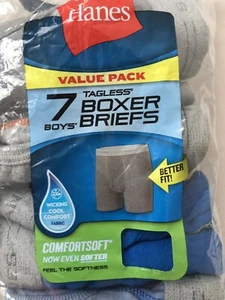 Hanes
VALUE PACK
7 BOYS' TAGLESS® BOXER BRIEFS
BETTER FIT!
WICKING
COOL
COMFORT
FABRIC
COMFORTSOFT®
NOW EVEN SOFTER
FEEL THE SOFTNESS